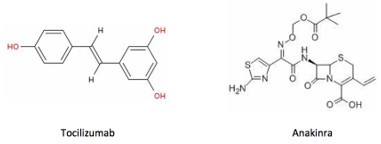 H OH O O
HO O
N
S H N H S
H₂N N O O N
H O OH
OH
Tocilizumab Anakinra